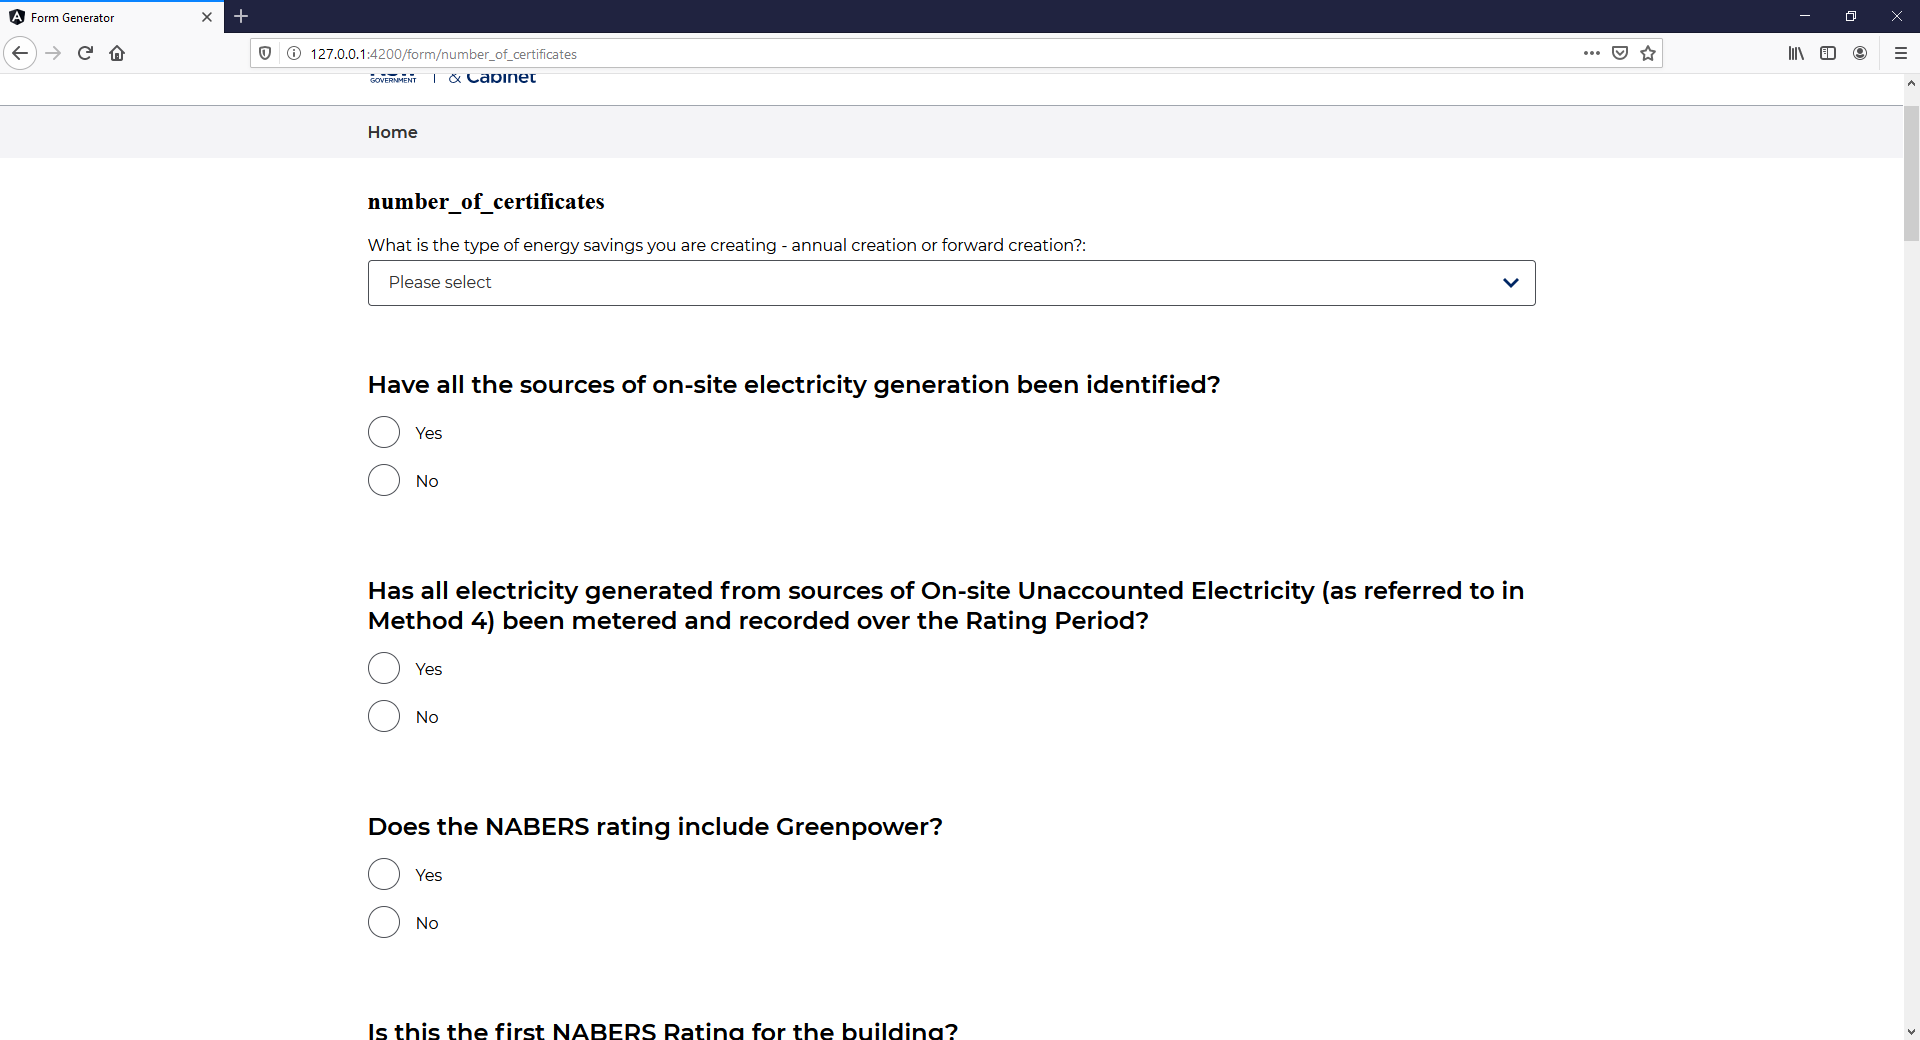 Form Generator
127.0.0.1:4200/form/number_of_certificates
GOVERNMENT | & Cabinet
Home
number_of_certificates
What is the type of energy savings you are creating - annual creation or forward creation?:
Please select
Have all the sources of on-site electricity generation been identified?
Yes
No
Has all electricity generated from sources of On-site Unaccounted Electricity (as referred to in
Method 4) been metered and recorded over the Rating Period?
Yes
No
Does the NABERS rating include Greenpower?
Yes
No
Is this the first NABERS Rating for the building?